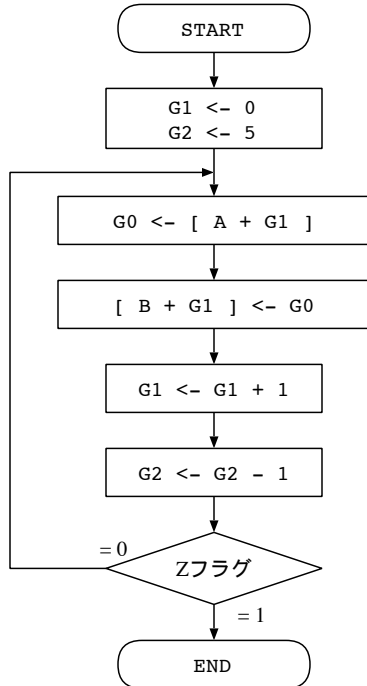 START
G1 <- 0
G2 <- 5
G0 <- [ A + G1 ]
[ B + G1 ] <- G0
G1 <- G1 + 1
G2 <- G2 - 1
= 0
Zフラグ
= 1
END